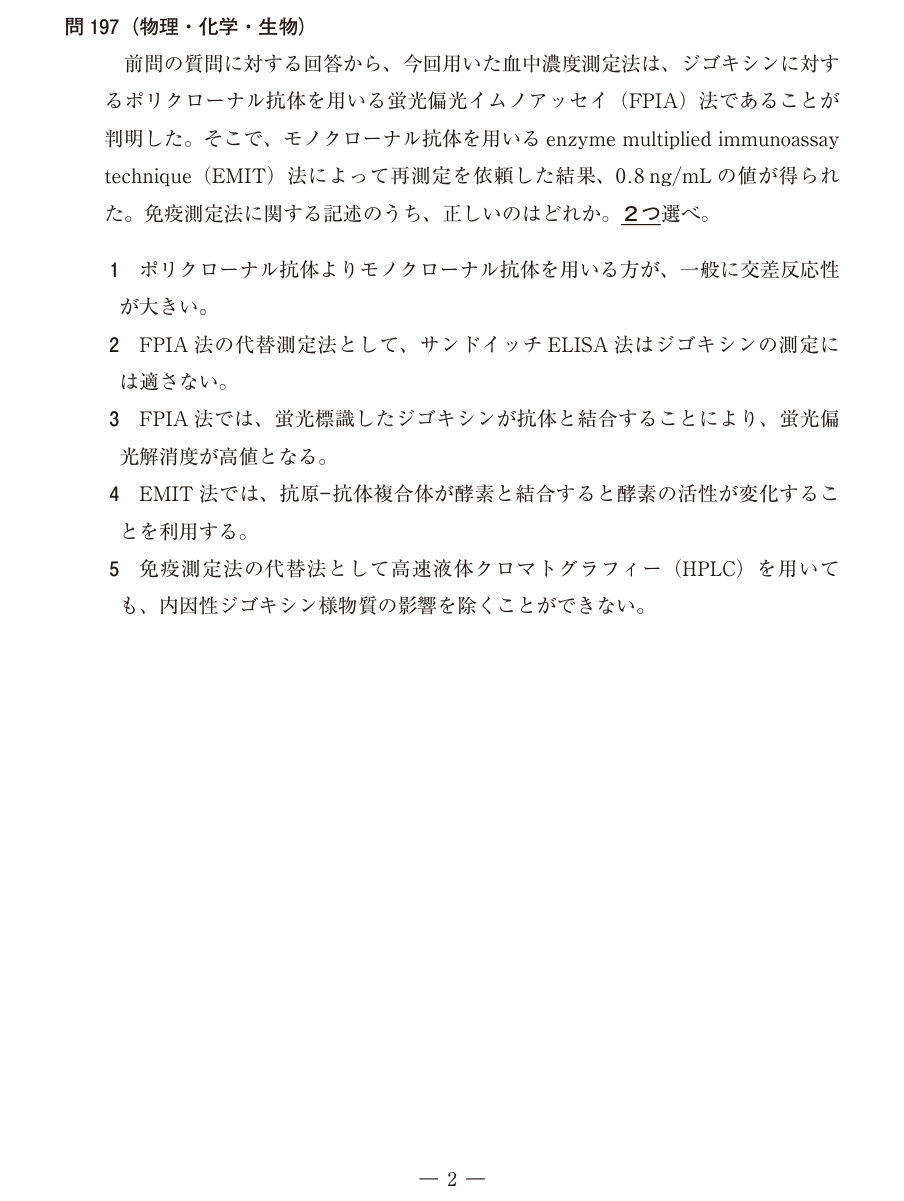 問 197（物理・化学・生物）
前問の質問に対する回答から、今回用いた血中濃度測定法は、ジゴキシンに対す
るポリクローナル抗体を用いる蛍光偏光イムノアッセイ（FPIA）法であることが
判明した。そこで、モノクローナル抗体を用いる enzyme multiplied immunoassay
technique（EMIT）法によって再測定を依頼した結果、0.8 ng/mL の値が得られ
た。免疫測定法に関する記述のうち、正しいのはどれか。２つ選べ。
1 ポリクローナル抗体よりモノクローナル抗体を用いる方が、一般に交差反応性
が大きい。
2 FPIA 法の代替測定法として、サンドイッチ ELISA 法はジゴキシンの測定に
は適さない。
3 FPIA 法では、蛍光標識したジゴキシンが抗体と結合することにより、蛍光偏
光解消度が高値となる。
4 EMIT 法では、抗原−抗体複合体が酵素と結合すると酵素の活性が変化するこ
とを利用する。
5 免疫測定法の代替法として高速液体クロマトグラフィー（HPLC）を用いて
も、内因性ジゴキシン様物質の影響を除くことができない。
― 2 ―